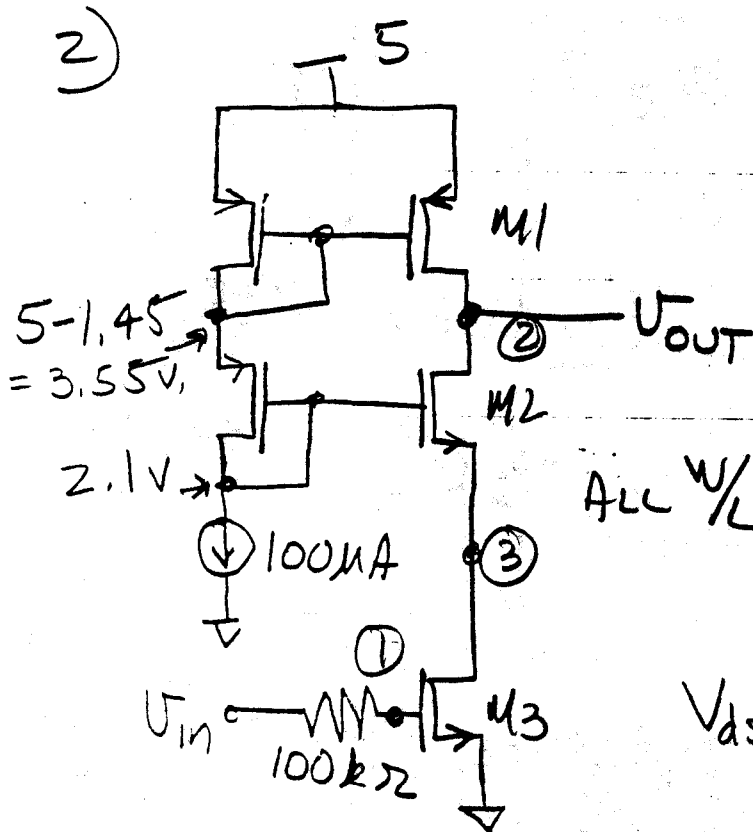 2)
5
M1
5-1.45
= 3.55V.
② VOUT
M2
2.1V
ALL W/L
100μA
③
①
Vin
M3
100kΩ
Vds